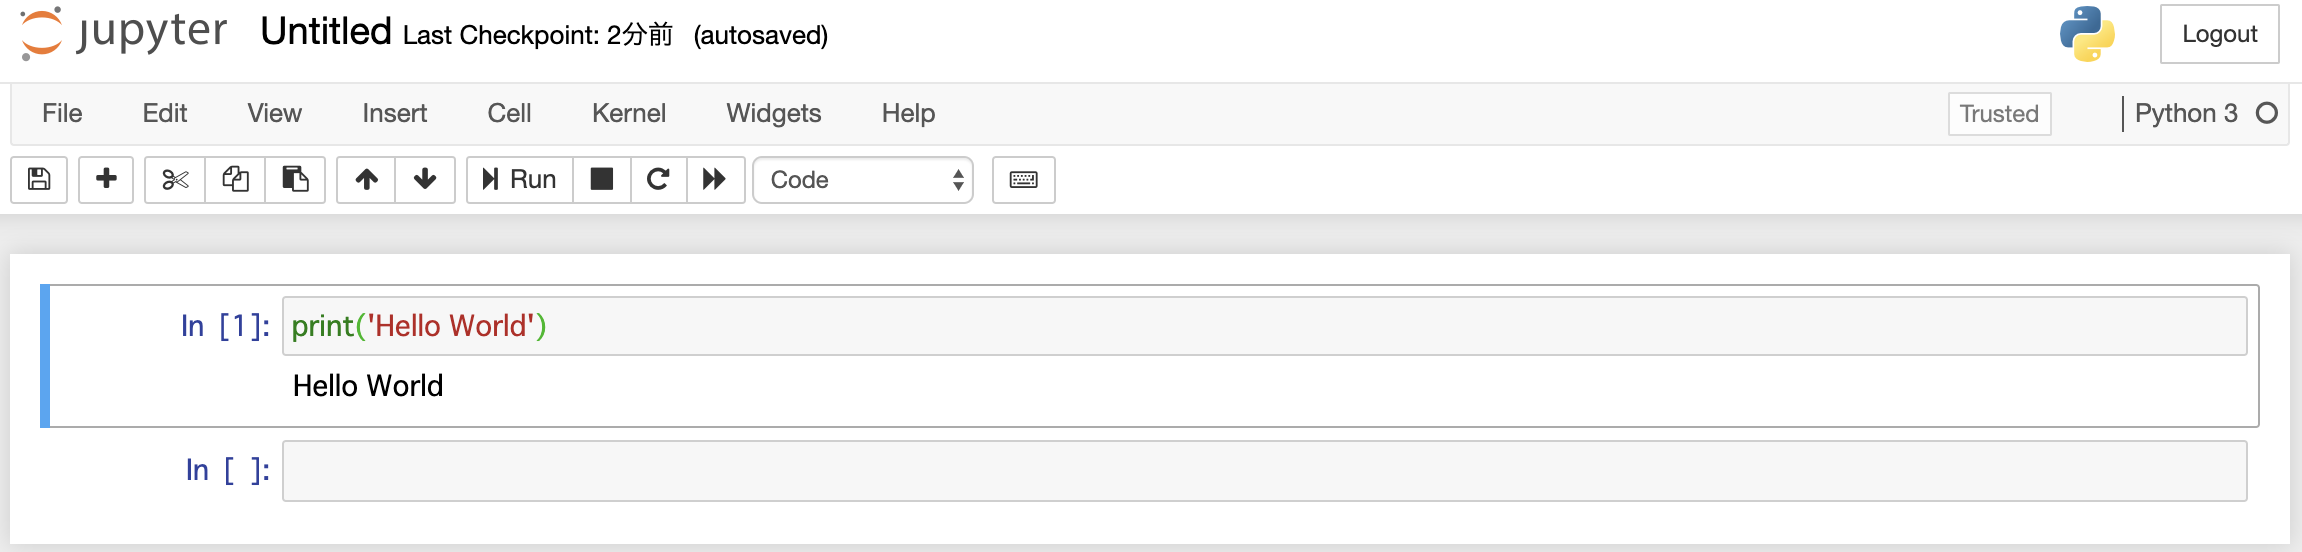 jupyter Untitled Last Checkpoint: 2分前 (autosaved)
Logout
File Edit View Insert Cell Kernel Widgets Help
Trusted
Python 3
Run
Code
In [1]: print('Hello World')
Hello World
In [ ]: